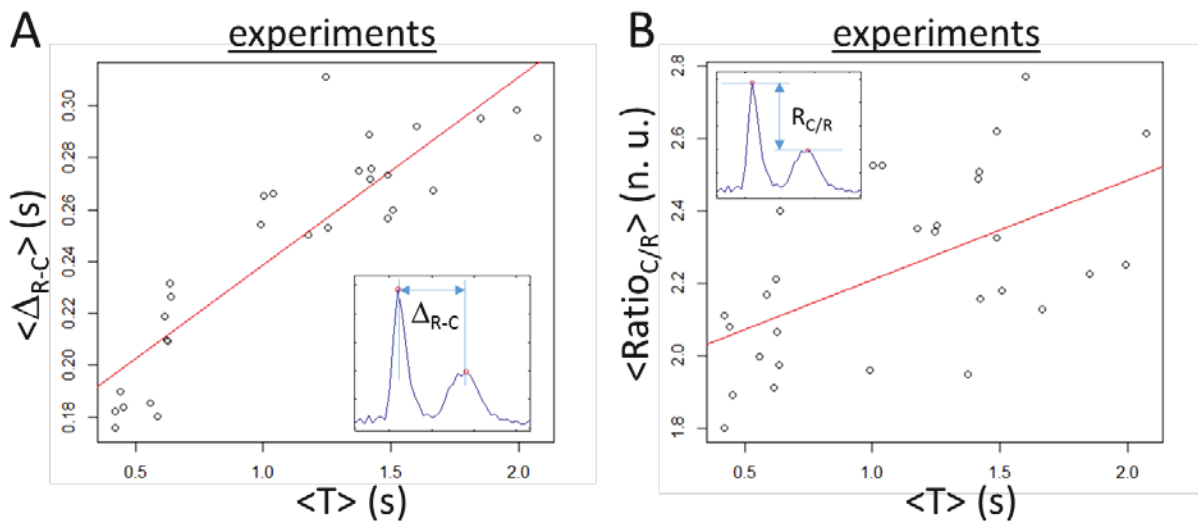 A
experiments
<Δ_R-C> (s)
0.30
0.28
0.26
0.24
0.22
0.20
0.18
Δ_R-C
0.5
1.0
1.5
2.0
<T> (s)
B
experiments
<Ratio_C/R> (n. u.)
2.8
2.6
2.4
2.2
2.0
1.8
R_C/R
0.5
1.0
1.5
2.0
<T> (s)